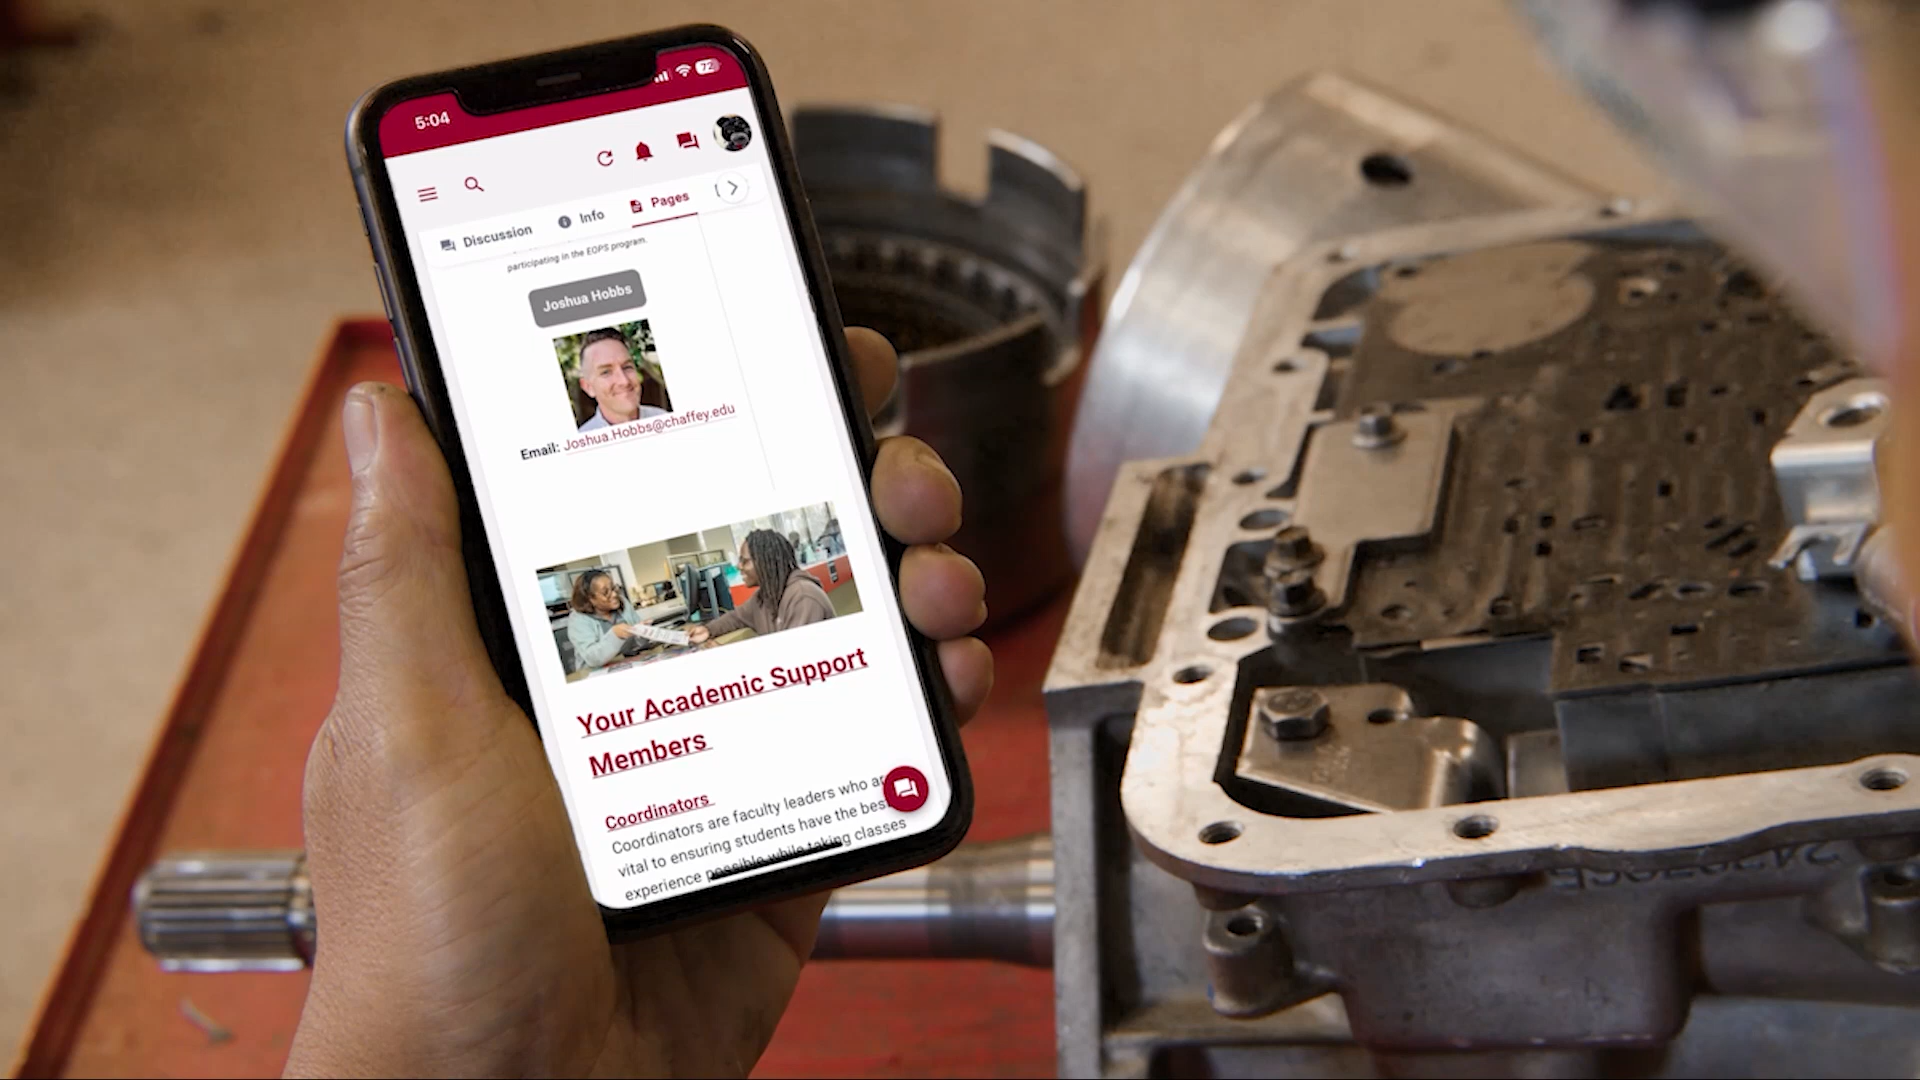 5:04
72
Discussion
Info
Pages
participating in the EOPS program.
Joshua Hobbs
Email: Joshua.Hobbs@chaffey.edu
Your Academic Support
Members
Coordinators
Coordinators are faculty leaders who
vital to ensuring students have the best
experience possible while taking classes